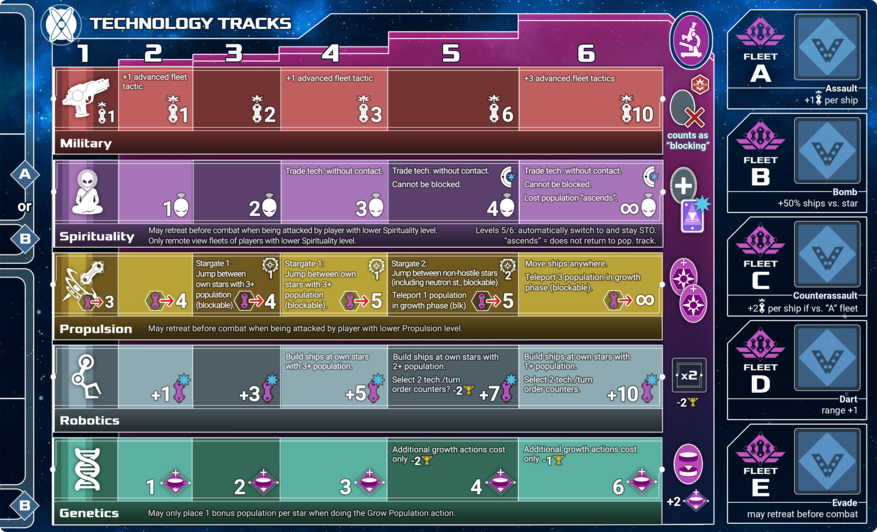 TECHNOLOGY TRACKS
1 2 3 4 5 6
+1 advanced fleet
tactic
+1 advanced fleet tactic
+3 advanced fleet tactics
1 1 2 3 6 10
Military
counts as
"blocking"
Trade tech. without contact.
Trade tech. without contact.
Cannot be blocked.
Trade tech. without contact.
Cannot be blocked.
Lost population "ascends".
1 2 3 4 ∞
Spirituality
May retreat before combat when being attacked by player with lower Spirituality level.
Only remote view fleets of players with lower Spirituality level.
Levels 5/6: automatically switch to and stay STO.
"ascends" = does not return to pop. track.
Stargate 1:
Jump between
own stars
with 3+
population
(blockable).
1
Stargate 1:
Jump between own
stars with 3+
population
(blockable).
1
Stargate 2:
Jump between non-hostile stars
(including neutron st., blockable).
2
Teleport 1 population
in growth phase (blk).
Move ships anywhere.
Teleport 3 population in growth
phase (blockable).
3 4 4 5 5 ∞
Propulsion
May retreat before combat when being attacked by player with lower Propulsion level.
Build ships at own stars
with 3+ population.
Build ships at own stars with
2+ population.
Select 2 tech./turn
order counters? -2
Build ships at own stars with
1+ population.
Select 2 tech./turn
order counters.
+1 +3 +5 +7 +10
Robotics
x2
-2
Additional growth actions cost
only -2
Additional growth actions cost
only -1
1 2 3 4 6
Genetics
May only place 1 bonus population per star when doing the Grow Population action.
+2
A
or
B
B
FLEET
A
Assault
+1 per ship
FLEET
B
Bomb
+50% ships vs. star
FLEET
C
Counterassault
+2 per ship if vs. "A" fleet
FLEET
D
Dart
range +1
FLEET
E
Evade
may retreat before combat